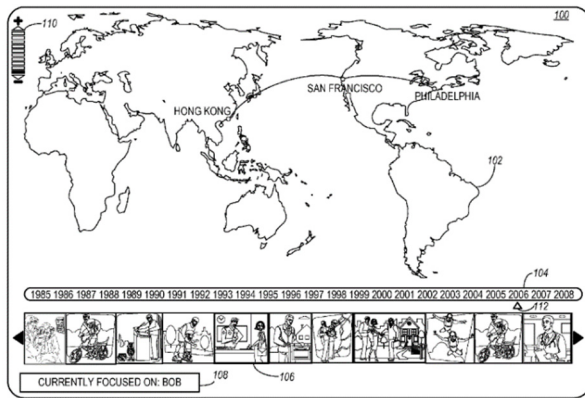 100
110
HONG KONG
SAN FRANCISCO
PHILADELPHIA
102
104
1985 1986 1987 1988 1989 1990 1991 1992 1993 1994 1995 1996 1997 1998 1999 2000 2001 2002 2003 2004 2005 2006 2007 2008
112
CURRENTLY FOCUSED ON: BOB
108
106